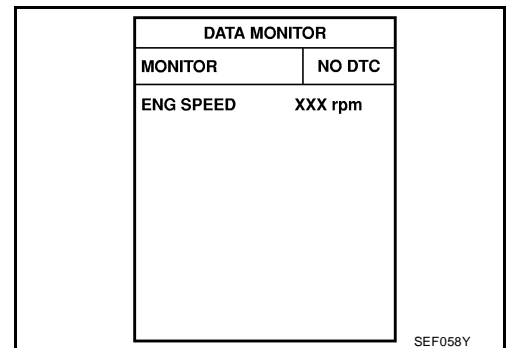 DATA MONITOR
MONITOR NO DTC
ENG SPEED XXX rpm
SEF058Y